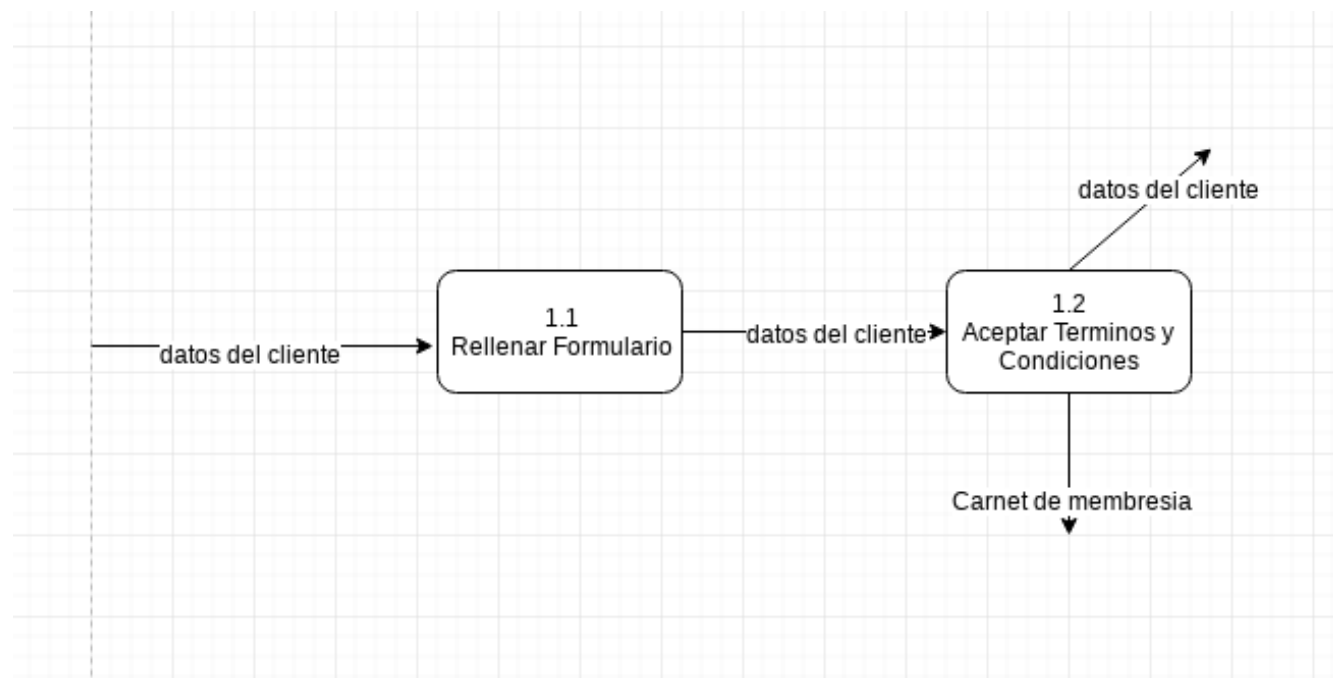 datos del cliente
1.1
Rellenar Formulario
datos del cliente
1.2
Aceptar Terminos y
Condiciones
datos del cliente
Carnet de membresia